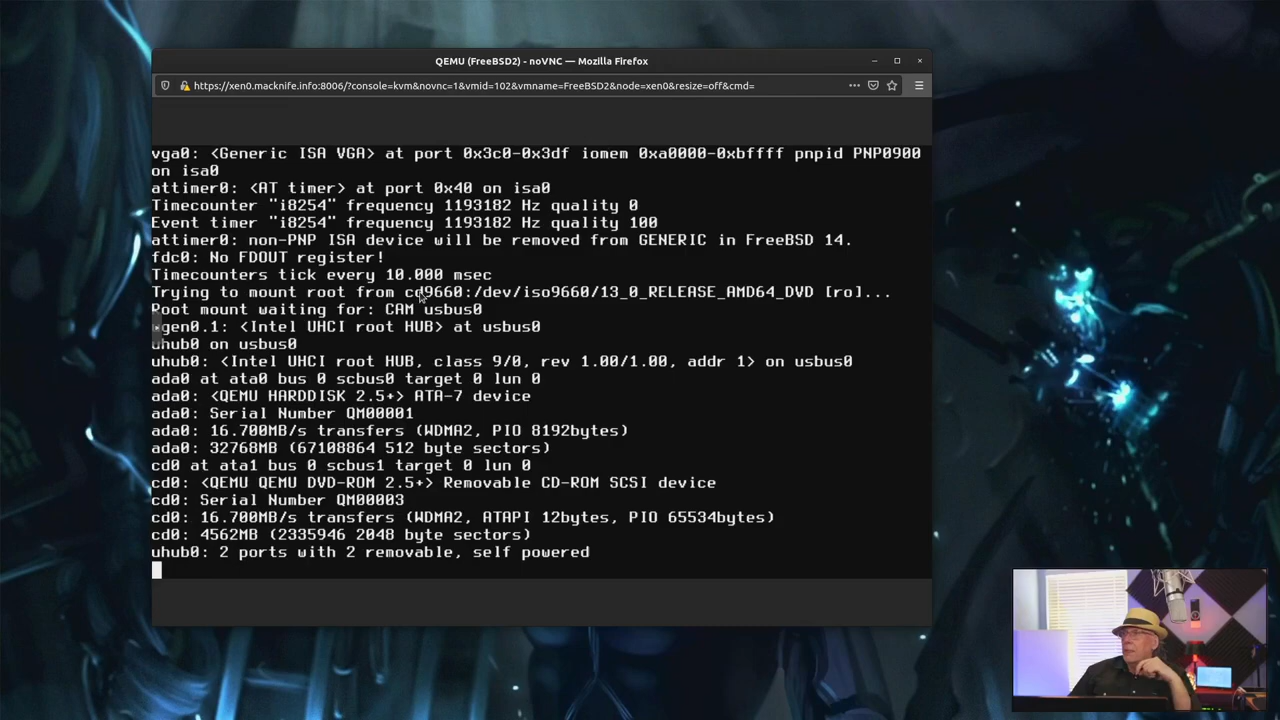 QEMU (FreeBSD2) - noVNC — Mozilla Firefox
https://xen0.macknife.info:8006/?console=kvm&novnc=1&vmid=102&vmname=FreeBSD2&node=xen0&resize=off&cmd=
vga0: <Generic ISA VGA> at port 0x3c0-0x3df iomem 0xa0000-0xbffff pnpid PNP0900
on isa0
attimer0: <AT timer> at port 0x40 on isa0
Timecounter "i8254" frequency 1193182 Hz quality 0
Event timer "i8254" frequency 1193182 Hz quality 100
attimer0: non-PNP ISA device will be removed from GENERIC in FreeBSD 14.
fdc0: No FDOUT register!
Timecounters tick every 10.000 msec
Trying to mount root from cd9660:/dev/iso9660/13_0_RELEASE_AMD64_DVD [ro]...
Root mount waiting for: CAM usbus0
ugen0.1: <Intel UHCI root HUB> at usbus0
uhub0 on usbus0
uhub0: <Intel UHCI root HUB, class 9/0, rev 1.00/1.00, addr 1> on usbus0
ada0 at ata0 bus 0 scbus0 target 0 lun 0
ada0: <QEMU HARDDISK 2.5+> ATA-7 device
ada0: Serial Number QM00001
ada0: 16.700MB/s transfers (WDMA2, PIO 8192bytes)
ada0: 32768MB (67108864 512 byte sectors)
cd0 at ata1 bus 0 scbus1 target 0 lun 0
cd0: <QEMU QEMU DVD-ROM 2.5+> Removable CD-ROM SCSI device
cd0: Serial Number QM00003
cd0: 16.700MB/s transfers (WDMA2, ATAPI 12bytes, PIO 65534bytes)
cd0: 4562MB (2335946 2048 byte sectors)
uhub0: 2 ports with 2 removable, self powered